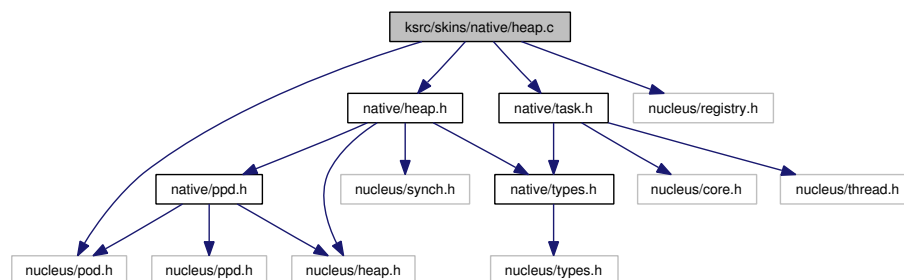 ksrc/skins/native/heap.c
native/heap.h
native/task.h
nucleus/registry.h
native/ppd.h
nucleus/synch.h
native/types.h
nucleus/core.h
nucleus/thread.h
nucleus/pod.h
nucleus/ppd.h
nucleus/heap.h
nucleus/types.h